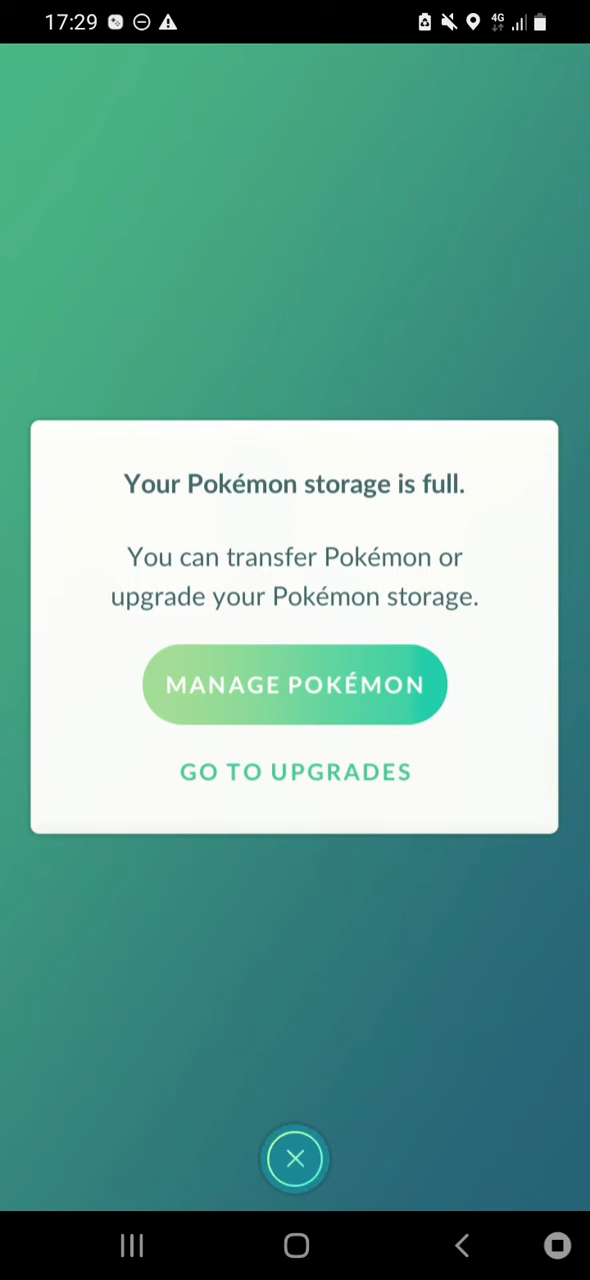 17:29
4G
Your Pokémon storage is full.
You can transfer Pokémon or
upgrade your Pokémon storage.
MANAGE POKÉMON
GO TO UPGRADES